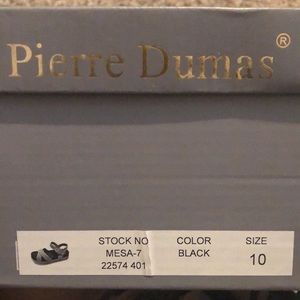 Pierre Dumas®
STOCK NO COLOR SIZE
MESA-7 BLACK 10
22574 401